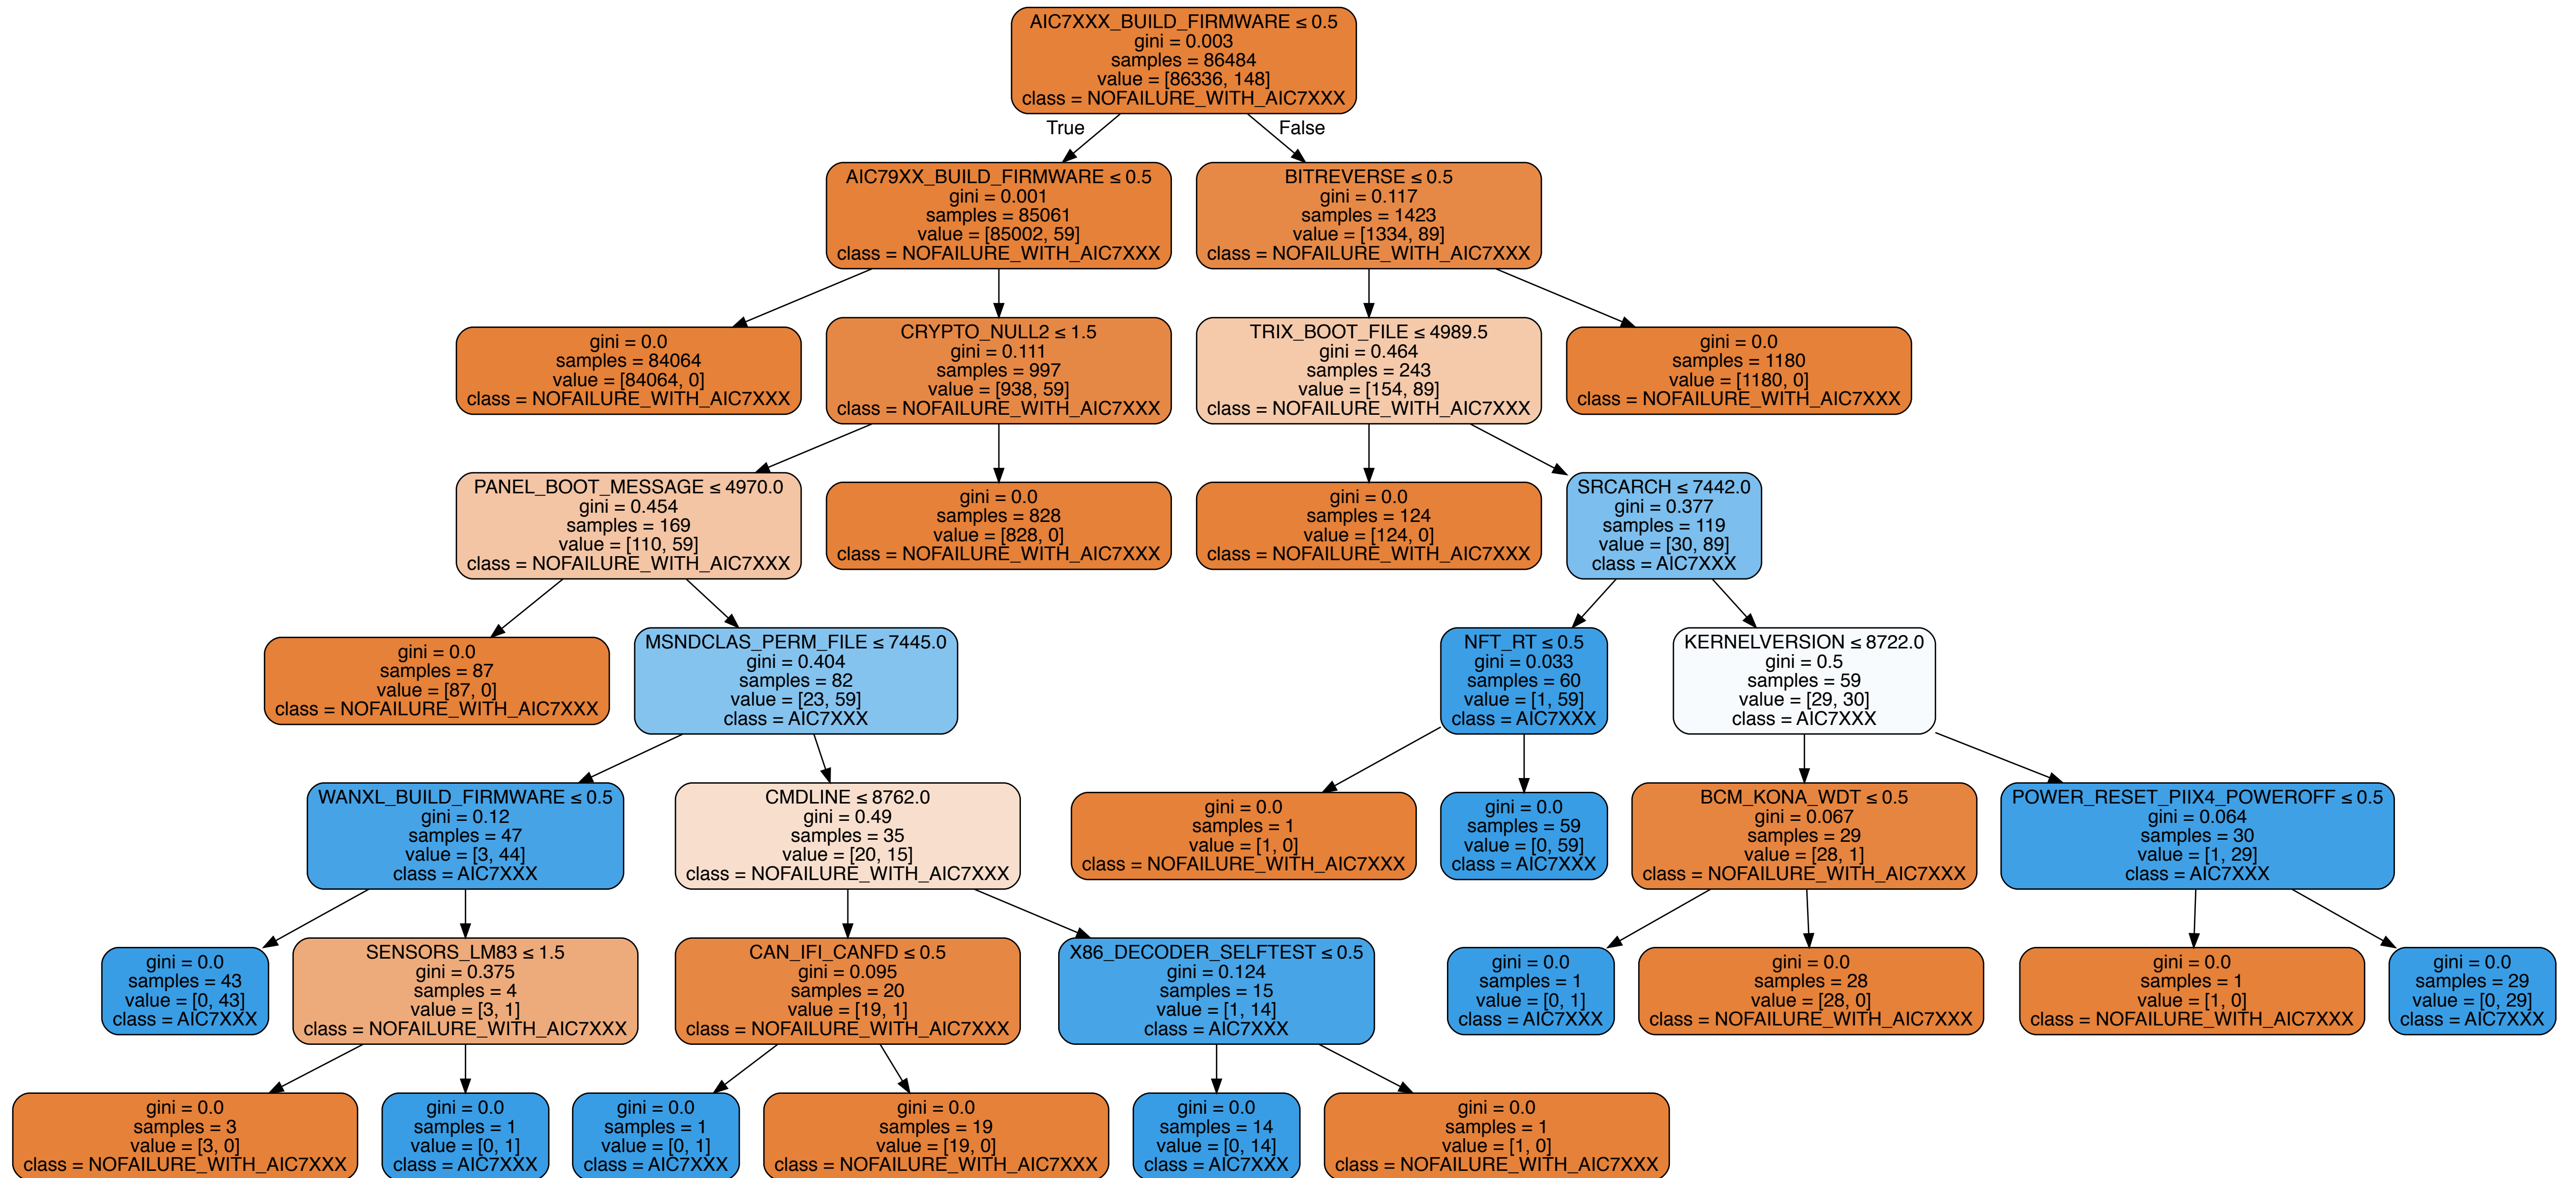 AIC7XXX_BUILD_FIRMWARE ≤ 0.5
gini = 0.003
samples = 86484
value = [86336, 148]
class = NOFAILURE_WITH_AIC7XXX
True
False
AIC79XX_BUILD_FIRMWARE ≤ 0.5
gini = 0.001
samples = 85061
value = [85002, 59]
class = NOFAILURE_WITH_AIC7XXX
BITREVERSE ≤ 0.5
gini = 0.117
samples = 1423
value = [1334, 89]
class = NOFAILURE_WITH_AIC7XXX
gini = 0.0
samples = 84064
value = [84064, 0]
class = NOFAILURE_WITH_AIC7XXX
CRYPTO_NULL2 ≤ 1.5
gini = 0.111
samples = 997
value = [938, 59]
class = NOFAILURE_WITH_AIC7XXX
TRIX_BOOT_FILE ≤ 4989.5
gini = 0.464
samples = 243
value = [154, 89]
class = NOFAILURE_WITH_AIC7XXX
gini = 0.0
samples = 1180
value = [1180, 0]
class = NOFAILURE_WITH_AIC7XXX
PANEL_BOOT_MESSAGE ≤ 4970.0
gini = 0.454
samples = 169
value = [110, 59]
class = NOFAILURE_WITH_AIC7XXX
gini = 0.0
samples = 828
value = [828, 0]
class = NOFAILURE_WITH_AIC7XXX
gini = 0.0
samples = 124
value = [124, 0]
class = NOFAILURE_WITH_AIC7XXX
SRCARCH ≤ 7442.0
gini = 0.377
samples = 119
value = [30, 89]
class = AIC7XXX
gini = 0.0
samples = 87
value = [87, 0]
class = NOFAILURE_WITH_AIC7XXX
MSNDCLAS_PERM_FILE ≤ 7445.0
gini = 0.404
samples = 82
value = [23, 59]
class = AIC7XXX
NFT_RT ≤ 0.5
gini = 0.033
samples = 60
value = [1, 59]
class = AIC7XXX
KERNELVERSION ≤ 8722.0
gini = 0.5
samples = 59
value = [29, 30]
class = AIC7XXX
WANXL_BUILD_FIRMWARE ≤ 0.5
gini = 0.12
samples = 47
value = [3, 44]
class = AIC7XXX
CMDLINE ≤ 8762.0
gini = 0.49
samples = 35
value = [20, 15]
class = NOFAILURE_WITH_AIC7XXX
gini = 0.0
samples = 1
value = [1, 0]
class = NOFAILURE_WITH_AIC7XXX
gini = 0.0
samples = 59
value = [0, 59]
class = AIC7XXX
BCM_KONA_WDT ≤ 0.5
gini = 0.067
samples = 29
value = [28, 1]
class = NOFAILURE_WITH_AIC7XXX
POWER_RESET_PIIX4_POWEROFF ≤ 0.5
gini = 0.064
samples = 30
value = [1, 29]
class = AIC7XXX
gini = 0.0
samples = 43
value = [0, 43]
class = AIC7XXX
SENSORS_LM83 ≤ 1.5
gini = 0.375
samples = 4
value = [3, 1]
class = NOFAILURE_WITH_AIC7XXX
CAN_IFI_CANFD ≤ 0.5
gini = 0.095
samples = 20
value = [19, 1]
class = NOFAILURE_WITH_AIC7XXX
X86_DECODER_SELFTEST ≤ 0.5
gini = 0.124
samples = 15
value = [1, 14]
class = AIC7XXX
gini = 0.0
samples = 1
value = [0, 1]
class = AIC7XXX
gini = 0.0
samples = 28
value = [28, 0]
class = NOFAILURE_WITH_AIC7XXX
gini = 0.0
samples = 1
value = [1, 0]
class = NOFAILURE_WITH_AIC7XXX
gini = 0.0
samples = 29
value = [0, 29]
class = AIC7XXX
gini = 0.0
samples = 3
value = [3, 0]
class = NOFAILURE_WITH_AIC7XXX
gini = 0.0
samples = 1
value = [0, 1]
class = AIC7XXX
gini = 0.0
samples = 1
value = [0, 1]
class = AIC7XXX
gini = 0.0
samples = 19
value = [19, 0]
class = NOFAILURE_WITH_AIC7XXX
gini = 0.0
samples = 14
value = [0, 14]
class = AIC7XXX
gini = 0.0
samples = 1
value = [1, 0]
class = NOFAILURE_WITH_AIC7XXX